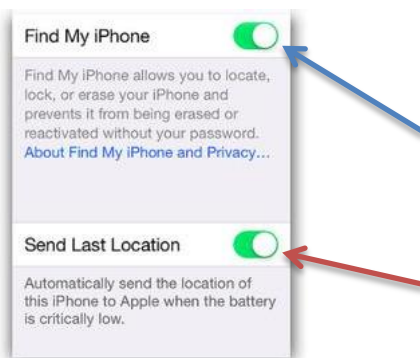 Find My iPhone
Find My iPhone allows you to locate,
lock, or erase your iPhone and
prevents it from being erased or
reactivated without your password.
About Find My iPhone and Privacy...
Send Last Location
Automatically send the location of
this iPhone to Apple when the battery
is critically low.